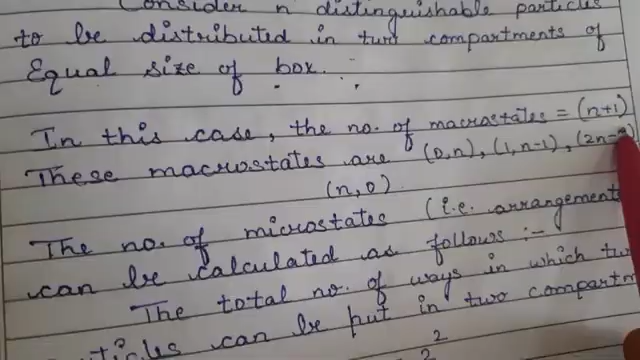 Consider n distinguishable particles
to be distributed in two compartments of
Equal size of box.
In this case, the no. of macrostates = (n+1)
These macrostates are (0,n), (1, n-1), (2n-
(n, 0)
The no. of microstates (i.e. arrangements
can be calculated as follows :-
The total no. of ways in which two
can be put in two compartm
2
2